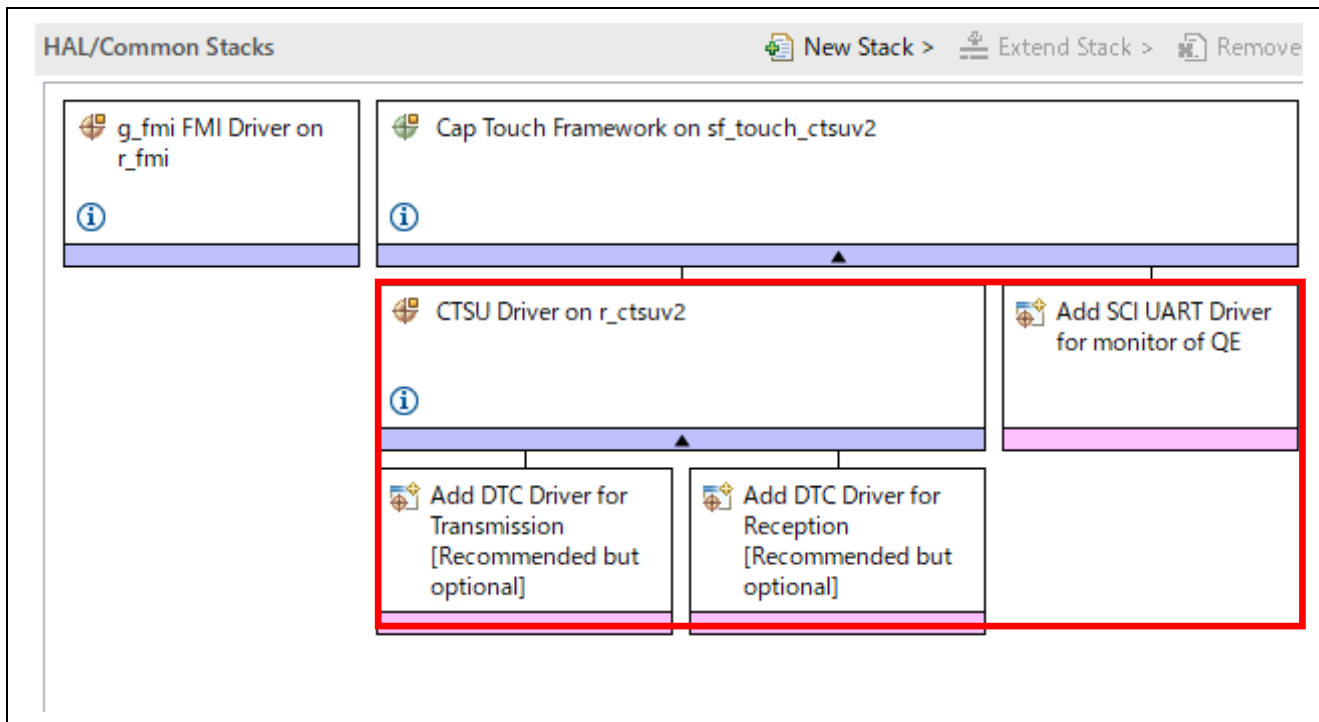 HAL/Common Stacks
New Stack >
Extend Stack >
Remove
g_fmi FMI Driver on
r_fmi
Cap Touch Framework on sf_touch_ctsuv2
CTSU Driver on r_ctsuv2
Add SCI UART Driver
for monitor of QE
Add DTC Driver for
Transmission
[Recommended but
optional]
Add DTC Driver for
Reception
[Recommended but
optional]